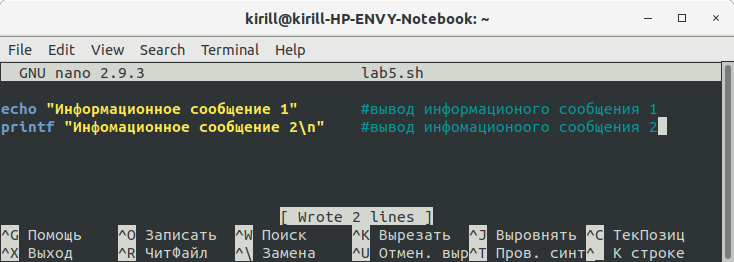 kirill@kirill-HP-ENVY-Notebook: ~
File Edit View Search Terminal Help
GNU nano 2.9.3 lab5.sh
echo "Информационное сообщение 1" #вывод информационого сообщения 1
printf "Инфомационное сообщение 2\n" #вывод инфомационоого сообщения 2
[ Wrote 2 lines ]
^G Помощь ^O Записать ^W Поиск ^K Вырезать ^J Выровнять ^C ТекПозиц
^X Выход ^R ЧитФайл ^\ Замена ^U Отмен. выр^T Пров. синт^_ К строке